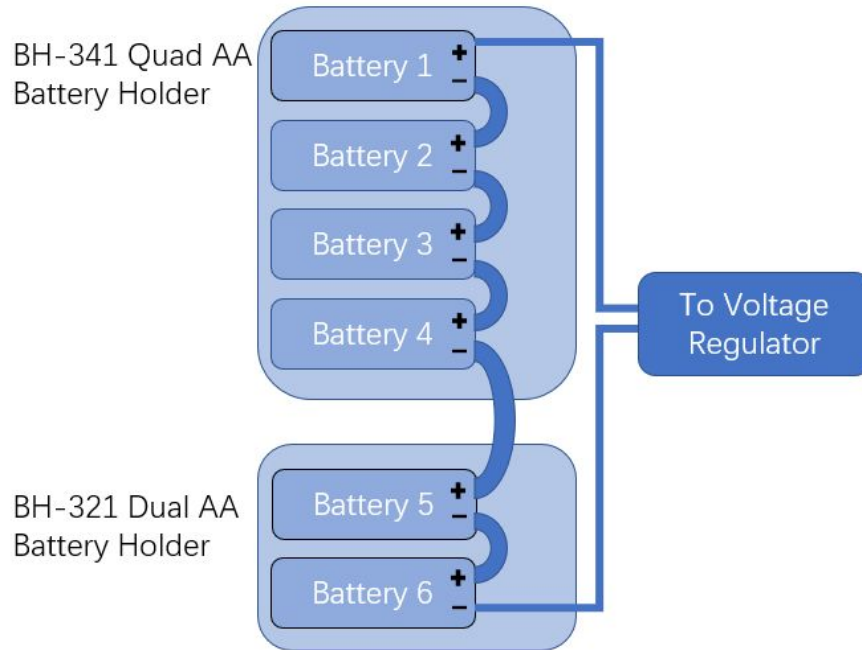 BH-341 Quad AA
Battery Holder
Battery 1
+
−
Battery 2
+
−
Battery 3
+
−
Battery 4
+
−
To Voltage
Regulator
BH-321 Dual AA
Battery Holder
Battery 5
+
−
Battery 6
+
−